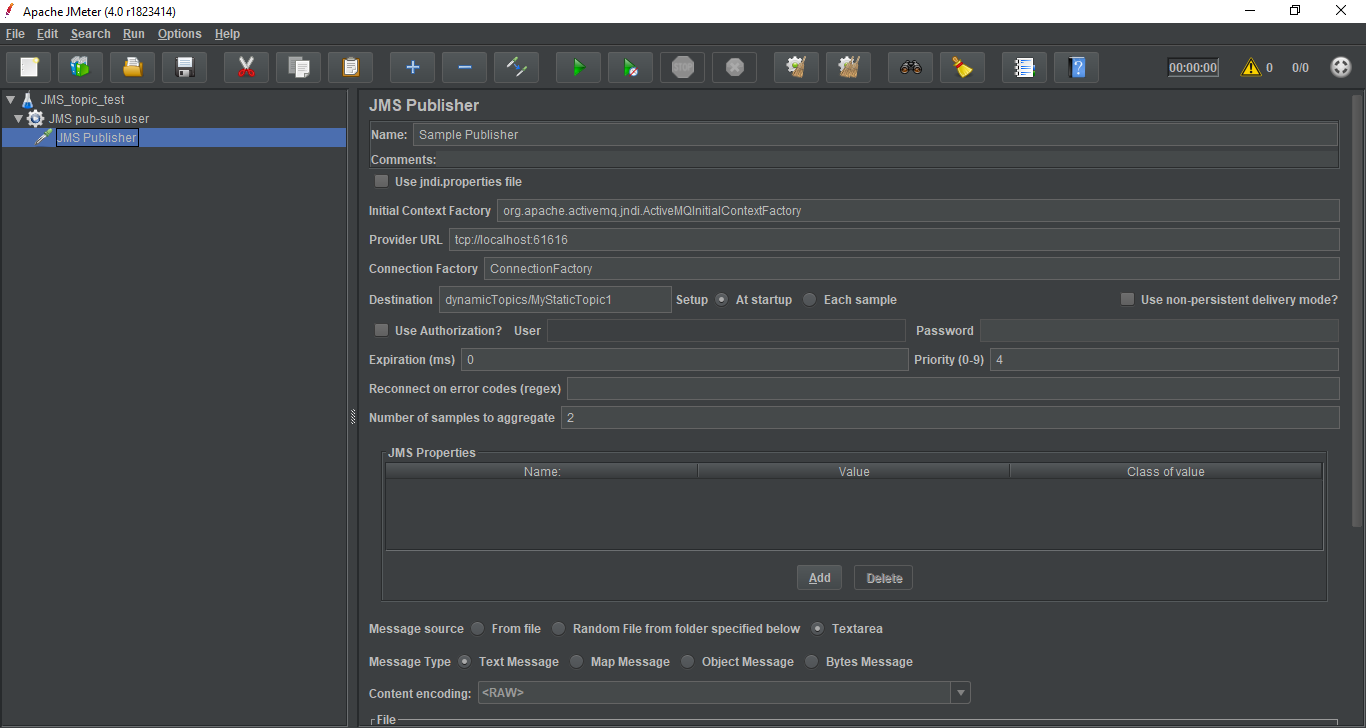 Apache JMeter (4.0 r1823414)
File Edit Search Run Options Help
STOP 00:00:00 0 0/0
JMS_topic_test
JMS pub-sub user
JMS Publisher
JMS Publisher
Name: Sample Publisher
Comments:
Use jndi.properties file
Initial Context Factory org.apache.activemq.jndi.ActiveMQInitialContextFactory
Provider URL tcp://localhost:61616
Connection Factory ConnectionFactory
Destination dynamicTopics/MyStaticTopic1 Setup At startup Each sample Use non-persistent delivery mode?
Use Authorization? User Password
Expiration (ms) 0 Priority (0-9) 4
Reconnect on error codes (regex)
Number of samples to aggregate 2
JMS Properties
Name: Value Class of value
Add Delete
Message source From file Random File from folder specified below Textarea
Message Type Text Message Map Message Object Message Bytes Message
Content encoding: <RAW>
File